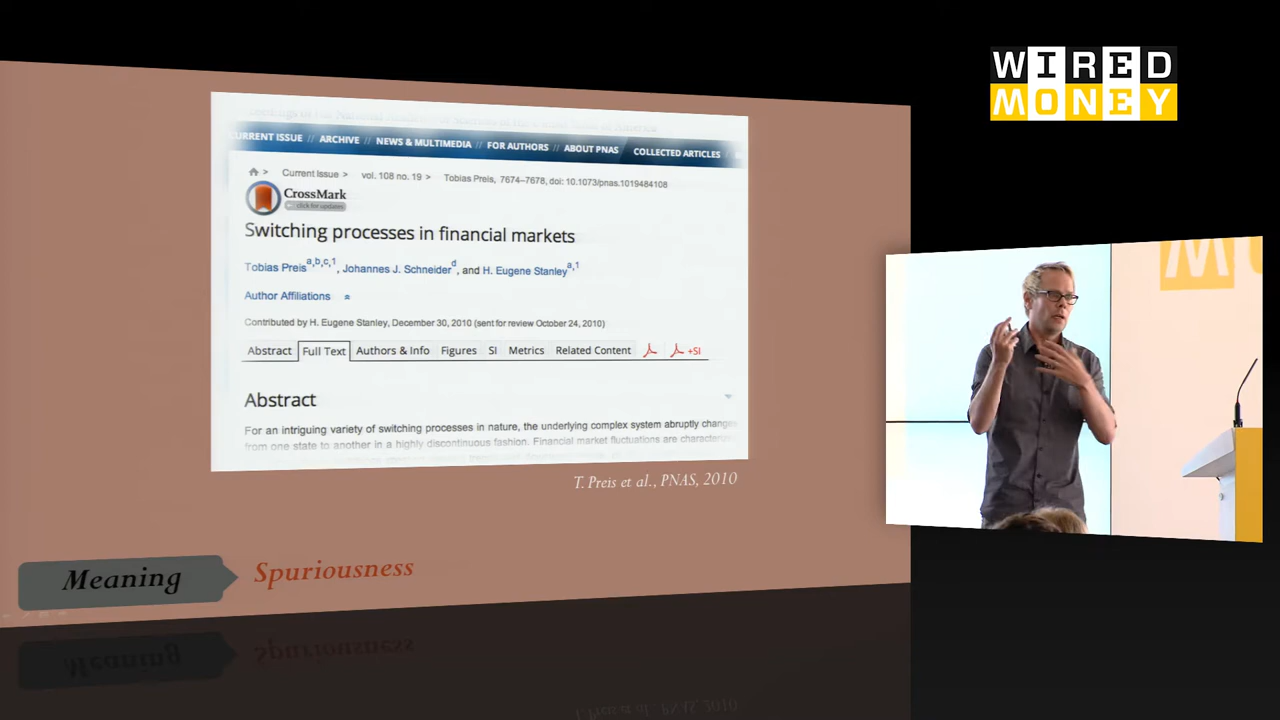 WIRED
MONEY
CURRENT ISSUE // ARCHIVE // NEWS & MULTIMEDIA // FOR AUTHORS // ABOUT PNAS // COLLECTED ARTICLES /
> Current Issue > vol. 108 no. 19 > Tobias Preis, 7674–7678, doi: 10.1073/pnas.1019484108
CrossMark
click for updates
Switching processes in financial markets
Tobias Preis a,b,c,1, Johannes J. Schneider d, and H. Eugene Stanley a,1
Author Affiliations
Contributed by H. Eugene Stanley, December 30, 2010 (sent for review October 24, 2010)
Abstract Full Text Authors & Info Figures SI Metrics Related Content +SI
Abstract
For an intriguing variety of switching processes in nature, the underlying complex system abruptly changes
from one state to another in a highly discontinuous fashion. Financial market fluctuations are
T. Preis et al., PNAS, 2010
Meaning Spuriousness